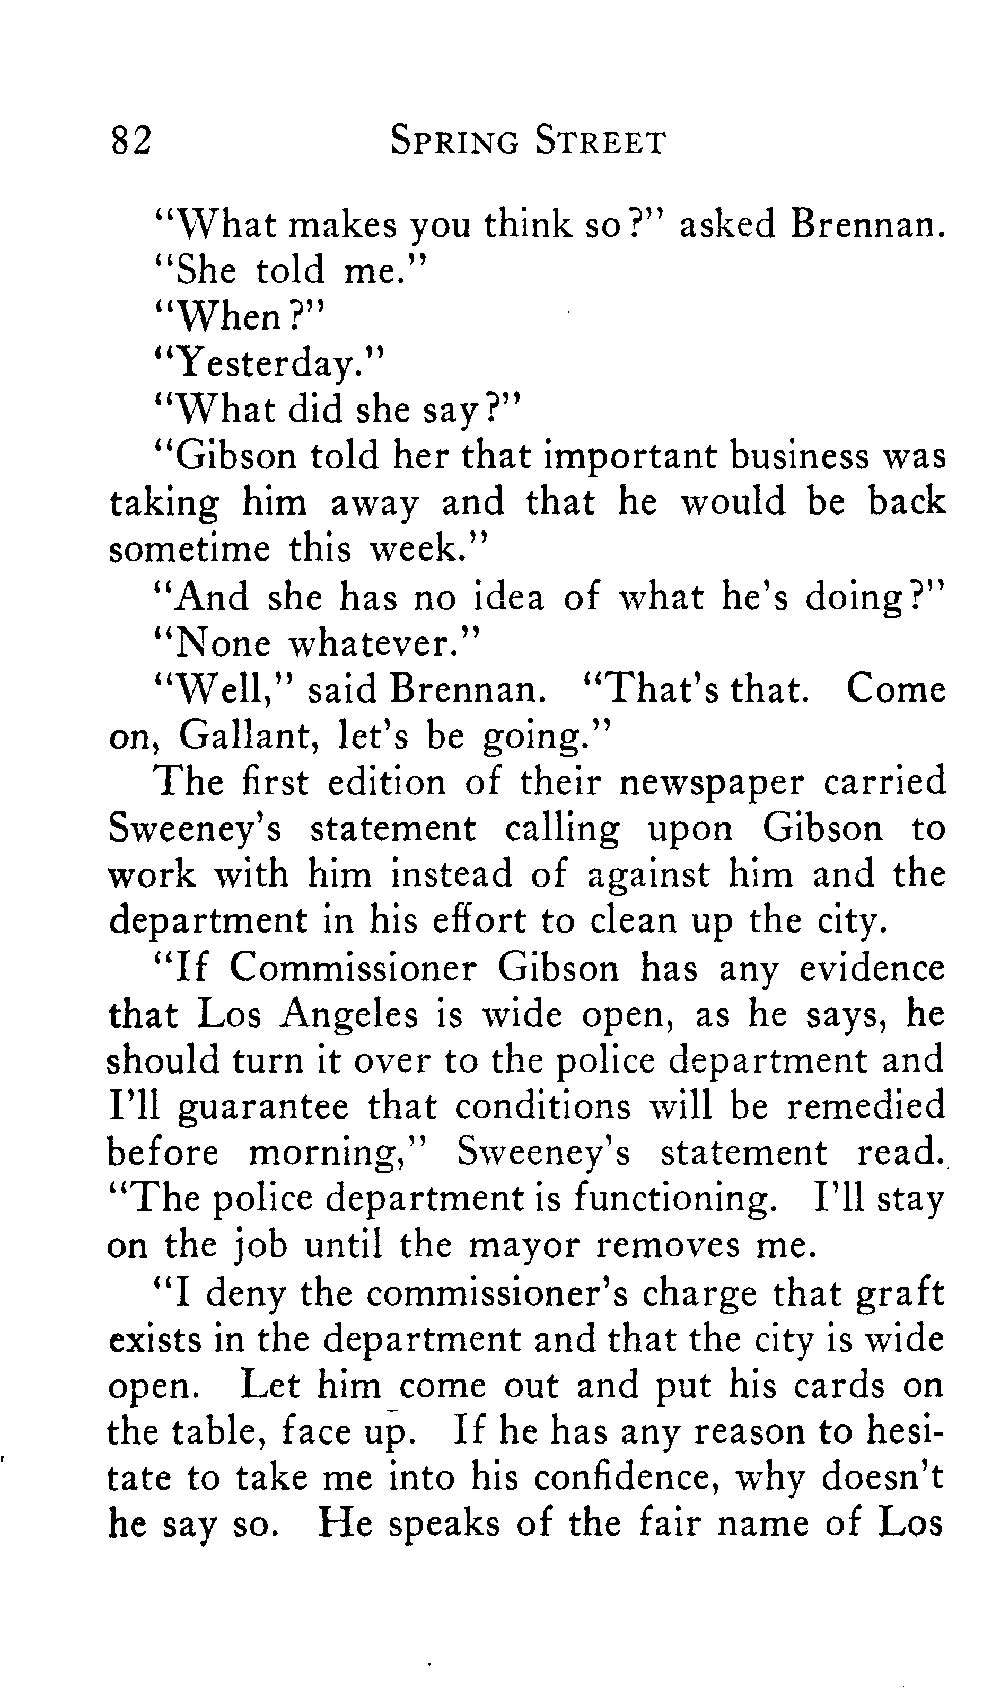 82 SPRING STREET
"What makes you think so?" asked Brennan.
"She told me."
"When?"
"Yesterday."
"What did she say?"
"Gibson told her that important business was
taking him away and that he would be back
sometime this week."
"And she has no idea of what he's doing?"
"None whatever."
"Well," said Brennan. "That's that. Come
on, Gallant, let's be going."
The first edition of their newspaper carried
Sweeney's statement calling upon Gibson to
work with him instead of against him and the
department in his effort to clean up the city.
"If Commissioner Gibson has any evidence
that Los Angeles is wide open, as he says, he
should turn it over to the police department and
I'll guarantee that conditions will be remedied
before morning," Sweeney's statement read.
"The police department is functioning. I'll stay
on the job until the mayor removes me.
"I deny the commissioner's charge that graft
exists in the department and that the city is wide
open. Let him come out and put his cards on
the table, face up. If he has any reason to hesi-
tate to take me into his confidence, why doesn't
he say so. He speaks of the fair name of Los